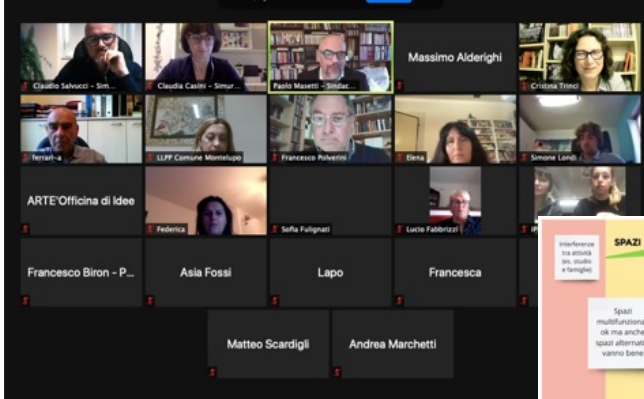 Claudio Salvucci – Sim...
Claudia Casini – Simur...
Paolo Masetti – Sindac...
Massimo Alderighi
Cristina Trinci
ferrari-a
LLPP Comune Montelupo
Francesco Polverini
Elena
Simone Londi
ARTE'Officina di Idee
Federica
Sofia Fulignati
Lucio Fabbrizzi
Francesco Biron - P...
Asia Fossi
Lapo
Francesca
Matteo Scardigli
Andrea Marchetti
Interferenze
tra attività
(es. studio
e famiglie)
SPAZI
Spazi
multifunziona
ok ma anche
spazi alternati
vanno bene